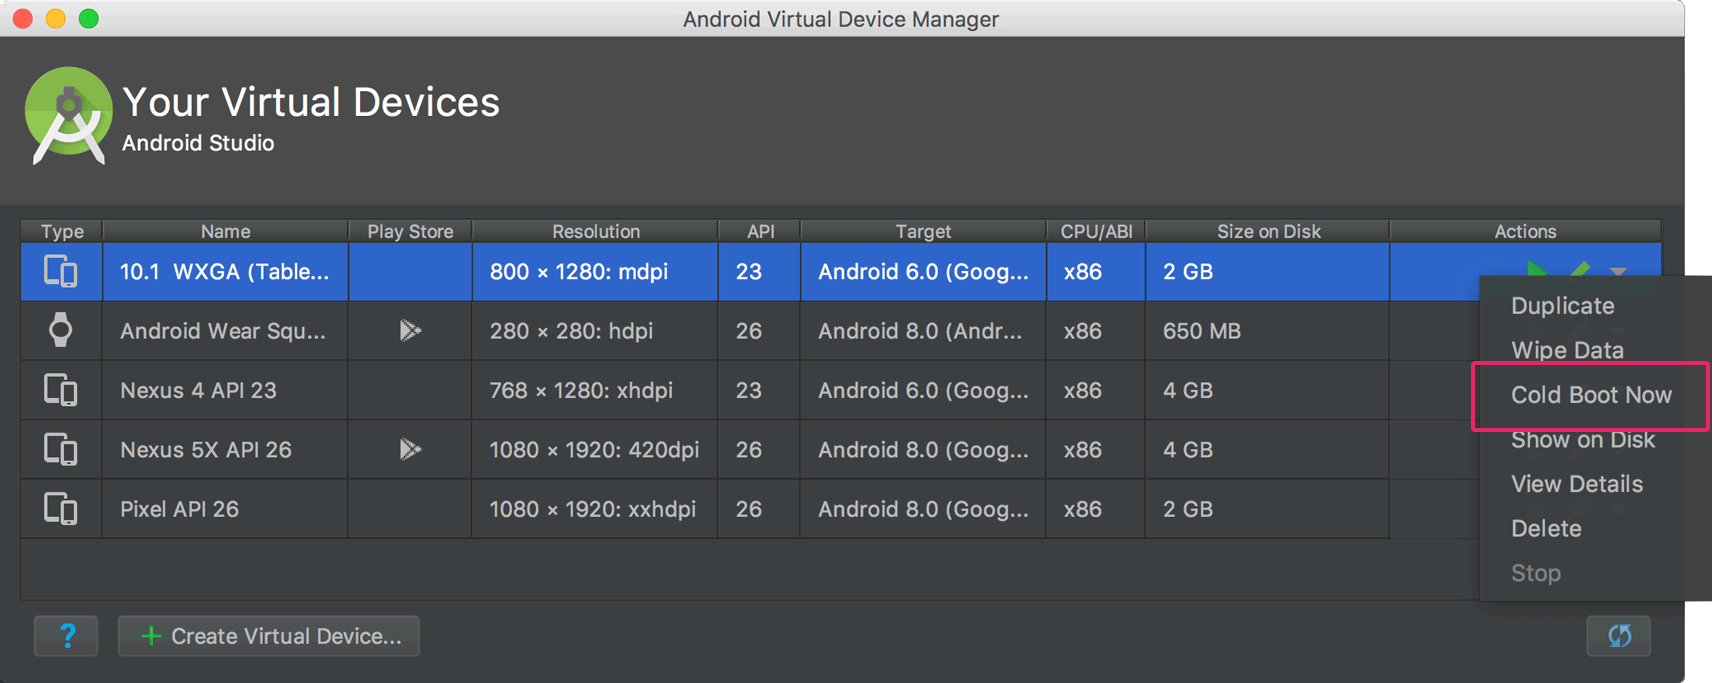 Android Virtual Device Manager
Your Virtual Devices
Android Studio
Type Name Play Store Resolution API Target CPU/ABI Size on Disk Actions
10.1 WXGA (Table... 800 × 1280: mdpi 23 Android 6.0 (Goog... x86 2 GB
Android Wear Squ... 280 × 280: hdpi 26 Android 8.0 (Andr... x86 650 MB
Nexus 4 API 23 768 × 1280: xhdpi 23 Android 6.0 (Goog... x86 4 GB
Nexus 5X API 26 1080 × 1920: 420dpi 26 Android 8.0 (Goog... x86 4 GB
Pixel API 26 1080 × 1920: xxhdpi 26 Android 8.0 (Goog... x86 2 GB
Duplicate
Wipe Data
Cold Boot Now
Show on Disk
View Details
Delete
Stop
? + Create Virtual Device...